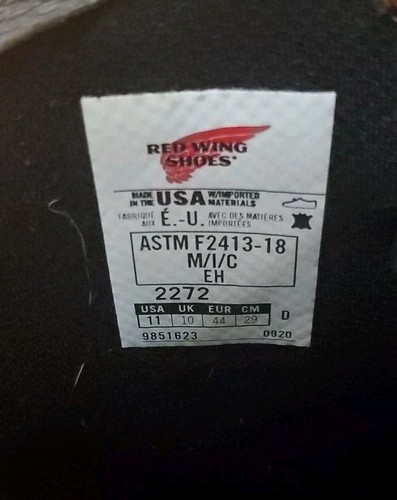 RED WING
SHOES
MADE IN THE USA W/IMPORTED MATERIALS
FABRIQUÉ AUX É.-U. AVEC DES MATIÈRES IMPORTÉES
ASTM F2413-18
M/I/C
EH
2272
USA UK EUR CM
11 10 44 29 D
9851623 0920